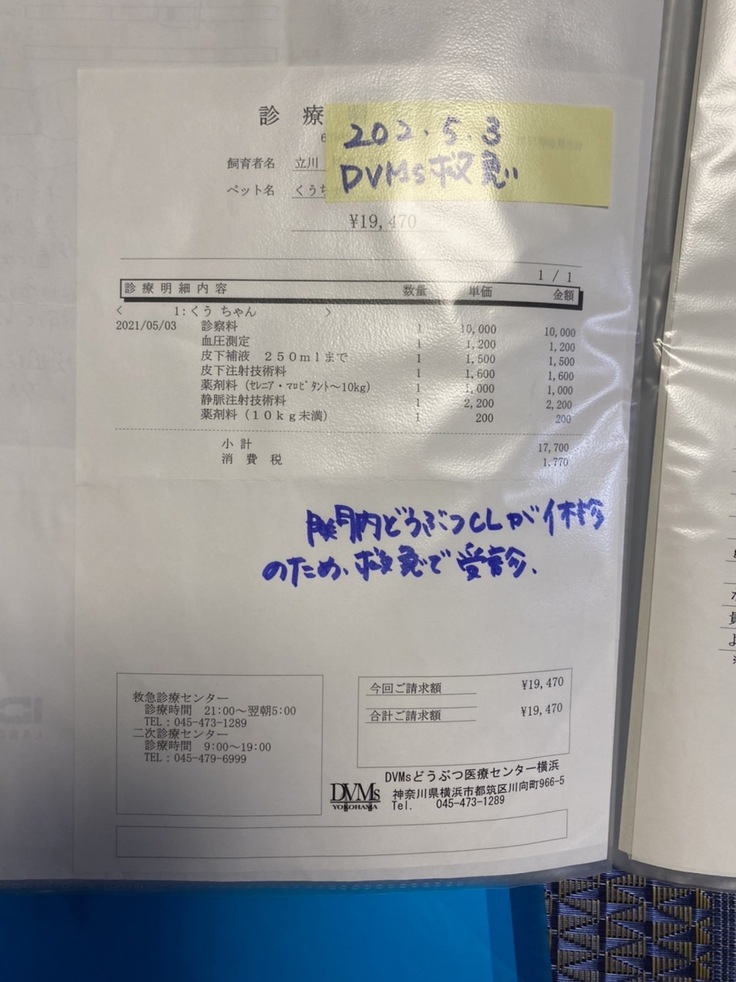 診 療
202.5.3
DVMs救急
飼育者名 立川
ペット名 くうち
¥19,470
1 / 1
診 療 明 細 内 容 数量 単価 金額
< 1:くう ちゃん >
2021/05/03 診察料 1 10,000 10,000
血圧測定 1 1,200 1,200
皮下補液 250mlまで 1 1,500 1,500
皮下注射技術料 1 1,600 1,600
薬剤料(セレニア・マロピタント~10kg) 1 1,000 1,000
静脈注射技術料 1 2,200 2,200
薬剤料(10kg未満) 1 200 200
小 計 17,700
消 費 税 1,770
どうぶつCLが休診
のため、救急で受診、
救急診療センター
診療時間 21:00~翌朝5:00
TEL:045-473-1289
二次診療センター
診療時間 9:00~19:00
TEL:045-479-6999
今回ご請求額 ¥19,470
合計ご請求額 ¥19,470
DVMs
YOKOHAMA
DVMsどうぶつ医療センター横浜
神奈川県横浜市都筑区川向町966-5
Tel. 045-473-1289